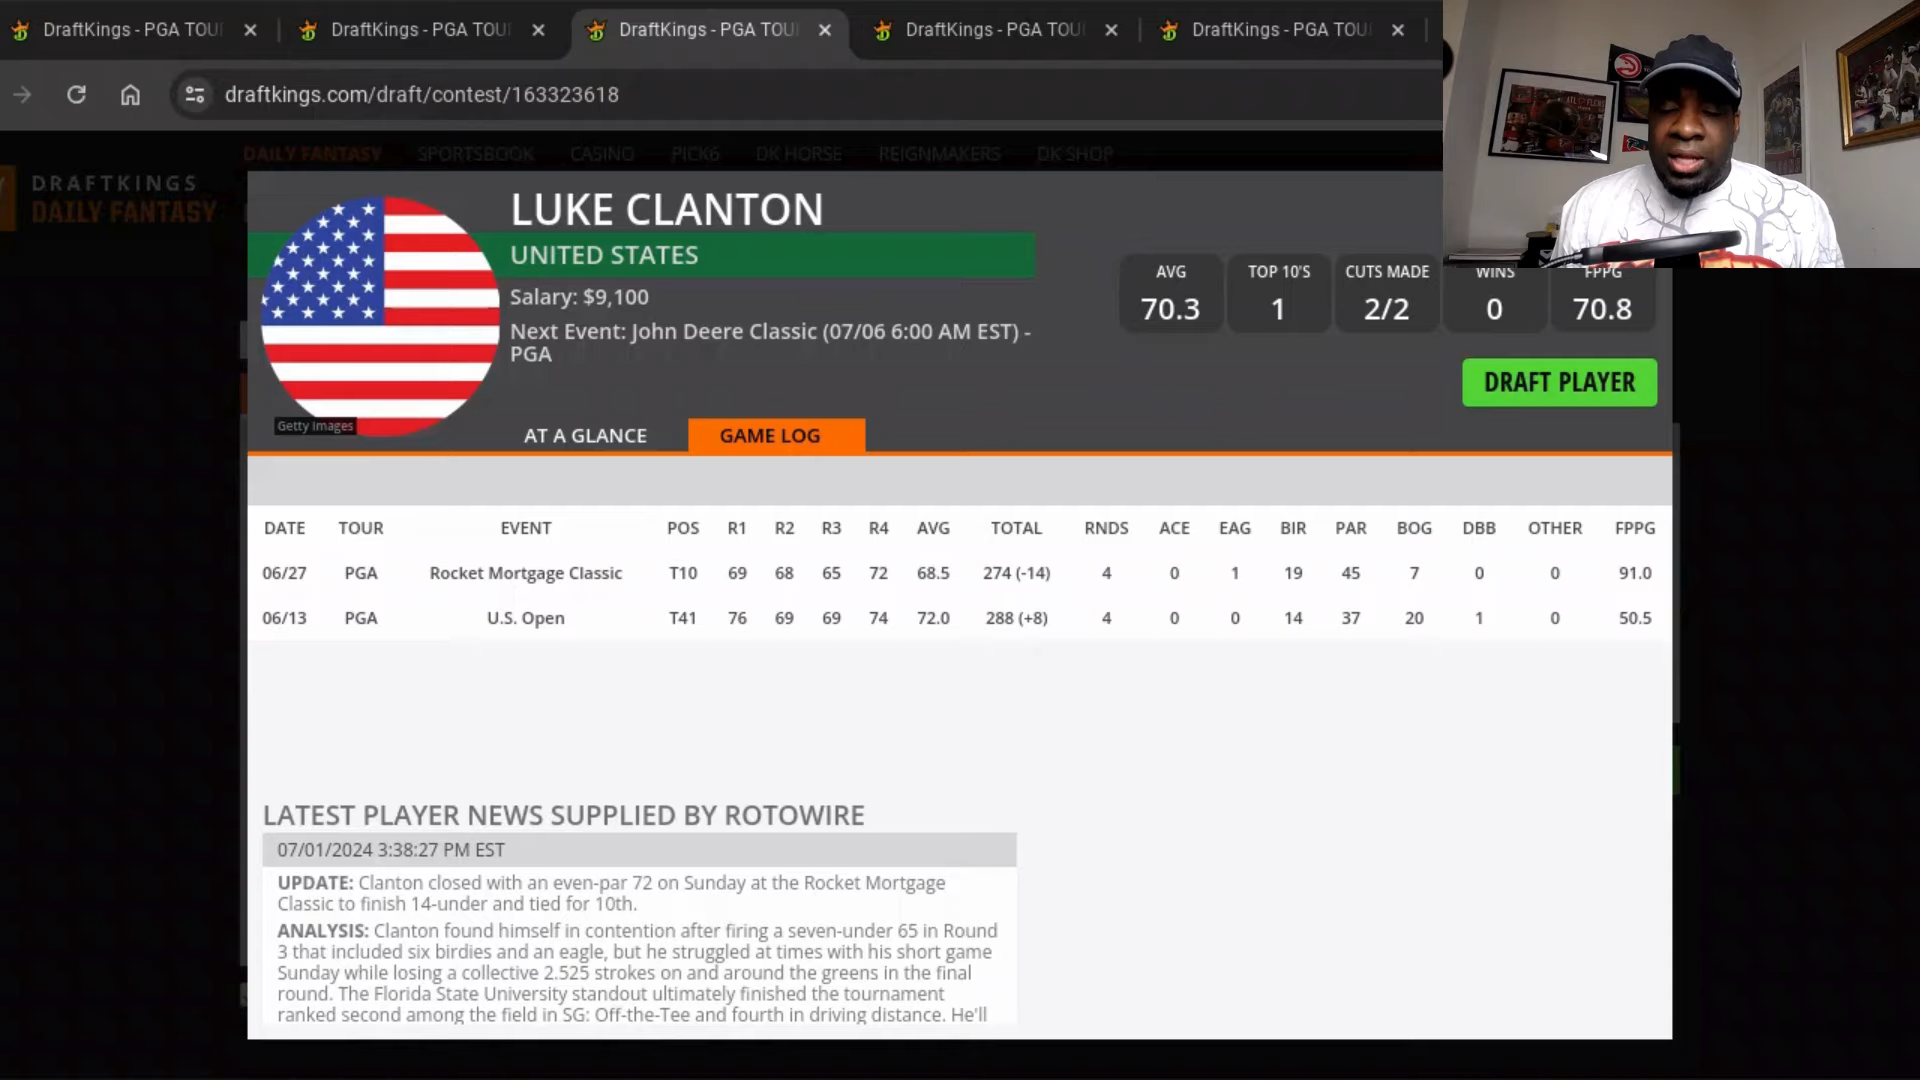 DraftKings - PGA TOU
DraftKings - PGA TOU
DraftKings - PGA TOU
DraftKings - PGA TOU
DraftKings - PGA TOU
draftkings.com/draft/contest/163323618
DAILY FANTASY SPORTSBOOK CASINO PICK6 DK HORSE REIGNMAKERS DK SHOP
DRAFTKINGS
DAILY FANTASY
LUKE CLANTON
UNITED STATES
Salary: $9,100
Next Event: John Deere Classic (07/06 6:00 AM EST) -
PGA
Getty Images
AVG TOP 10'S CUTS MADE WINS FPPG
70.3 1 2/2 0 70.8
DRAFT PLAYER
AT A GLANCE GAME LOG
DATE TOUR EVENT POS R1 R2 R3 R4 AVG TOTAL RNDS ACE EAG BIR PAR BOG DBB OTHER FPPG
06/27 PGA Rocket Mortgage Classic T10 69 68 65 72 68.5 274 (-14) 4 0 1 19 45 7 0 0 91.0
06/13 PGA U.S. Open T41 76 69 69 74 72.0 288 (+8) 4 0 0 14 37 20 1 0 50.5
LATEST PLAYER NEWS SUPPLIED BY ROTOWIRE
07/01/2024 3:38:27 PM EST
UPDATE: Clanton closed with an even-par 72 on Sunday at the Rocket Mortgage
Classic to finish 14-under and tied for 10th.
ANALYSIS: Clanton found himself in contention after firing a seven-under 65 in Round
3 that included six birdies and an eagle, but he struggled at times with his short game
Sunday while losing a collective 2.525 strokes on and around the greens in the final
round. The Florida State University standout ultimately finished the tournament
ranked second among the field in SG: Off-the-Tee and fourth in driving distance. He'll